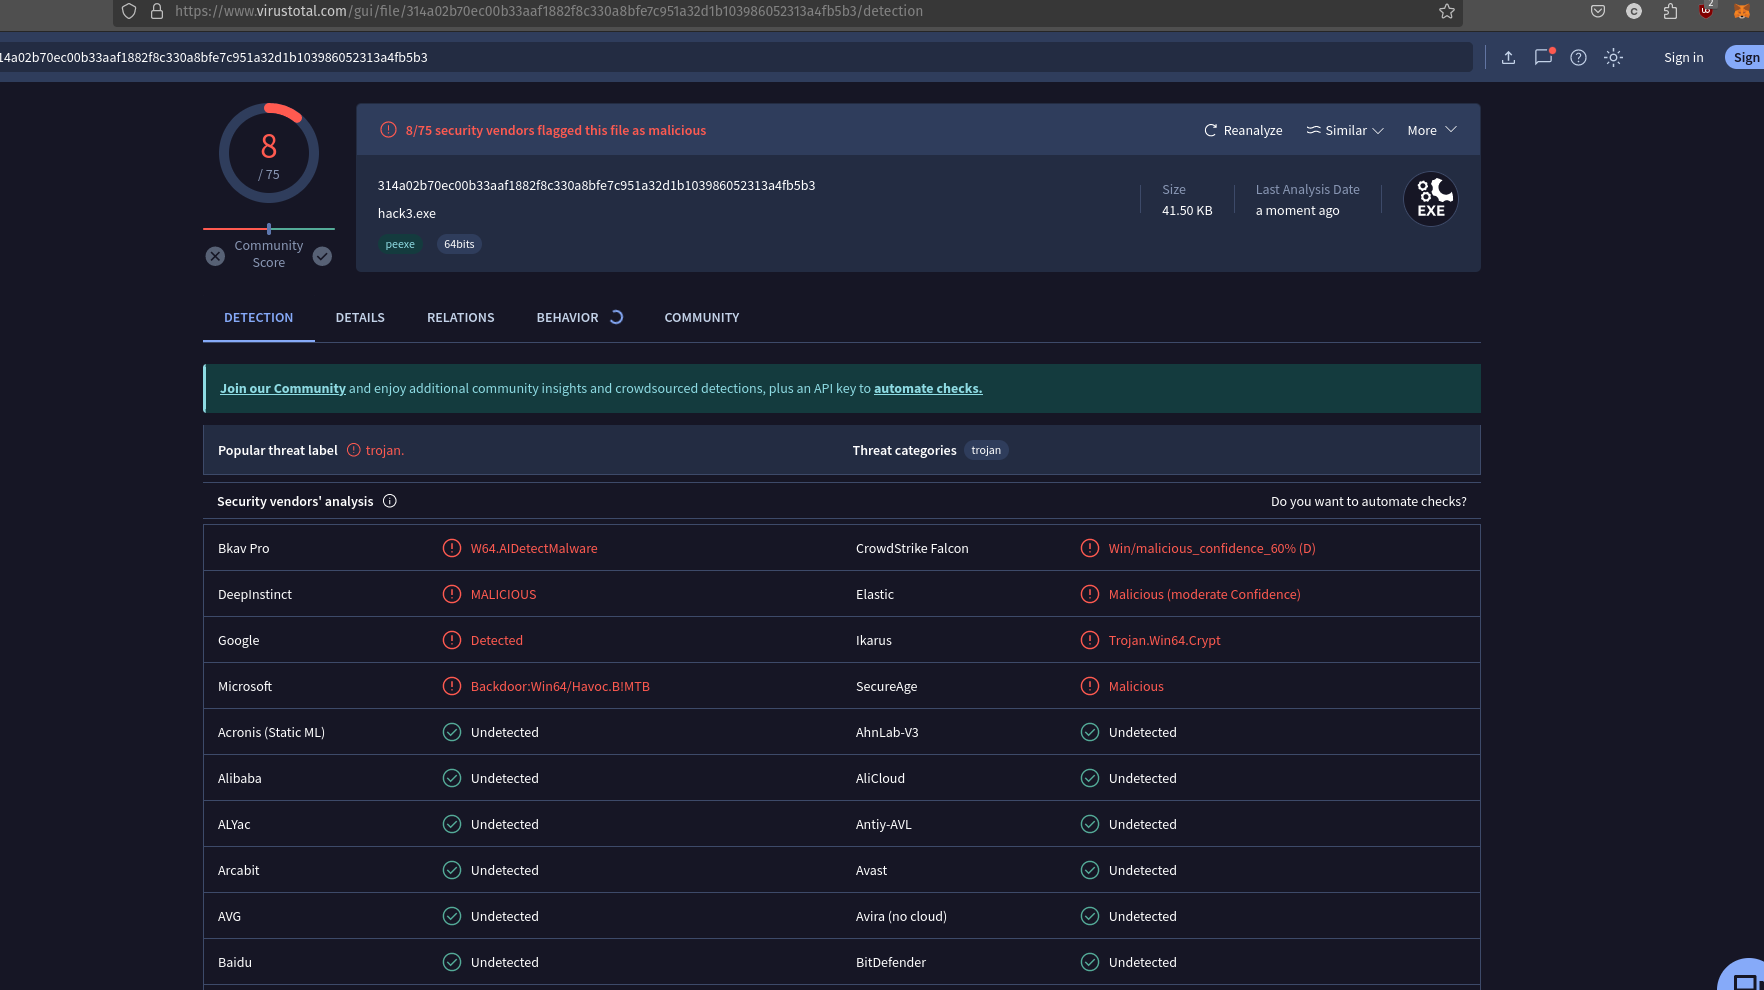 https://www.virustotal.com/gui/file/314a02b70ec00b33aaf1882f8c330a8bfe7c951a32d1b103986052313a4fb5b3/detection
2
14a02b70ec00b33aaf1882f8c330a8bfe7c951a32d1b103986052313a4fb5b3
Sign in
Sign
8
/ 75
Community
Score
8/75 security vendors flagged this file as malicious
Reanalyze
Similar
More
314a02b70ec00b33aaf1882f8c330a8bfe7c951a32d1b103986052313a4fb5b3
hack3.exe
peexe
64bits
Size
41.50 KB
Last Analysis Date
a moment ago
EXE
DETECTION
DETAILS
RELATIONS
BEHAVIOR
COMMUNITY
Join our Community and enjoy additional community insights and crowdsourced detections, plus an API key to automate checks.
Popular threat label trojan.
Threat categories trojan
Security vendors' analysis
Do you want to automate checks?
Bkav Pro W64.AIDetectMalware CrowdStrike Falcon Win/malicious_confidence_60% (D)
DeepInstinct MALICIOUS Elastic Malicious (moderate Confidence)
Google Detected Ikarus Trojan.Win64.Crypt
Microsoft Backdoor:Win64/Havoc.B!MTB SecureAge Malicious
Acronis (Static ML) Undetected AhnLab-V3 Undetected
Alibaba Undetected AliCloud Undetected
ALYac Undetected Antiy-AVL Undetected
Arcabit Undetected Avast Undetected
AVG Undetected Avira (no cloud) Undetected
Baidu Undetected BitDefender Undetected